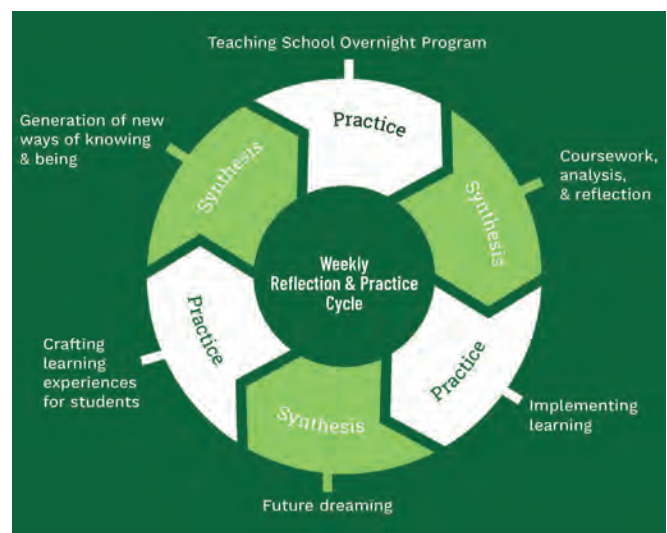 Teaching School Overnight Program
Practice
Generation of new
ways of knowing
& being
Synthesis
Coursework,
analysis,
& reflection
Synthesis
Weekly
Reflection & Practice
Cycle
Practice
Crafting
learning
experiences
for students
Practice
Implementing
learning
Synthesis
Future dreaming